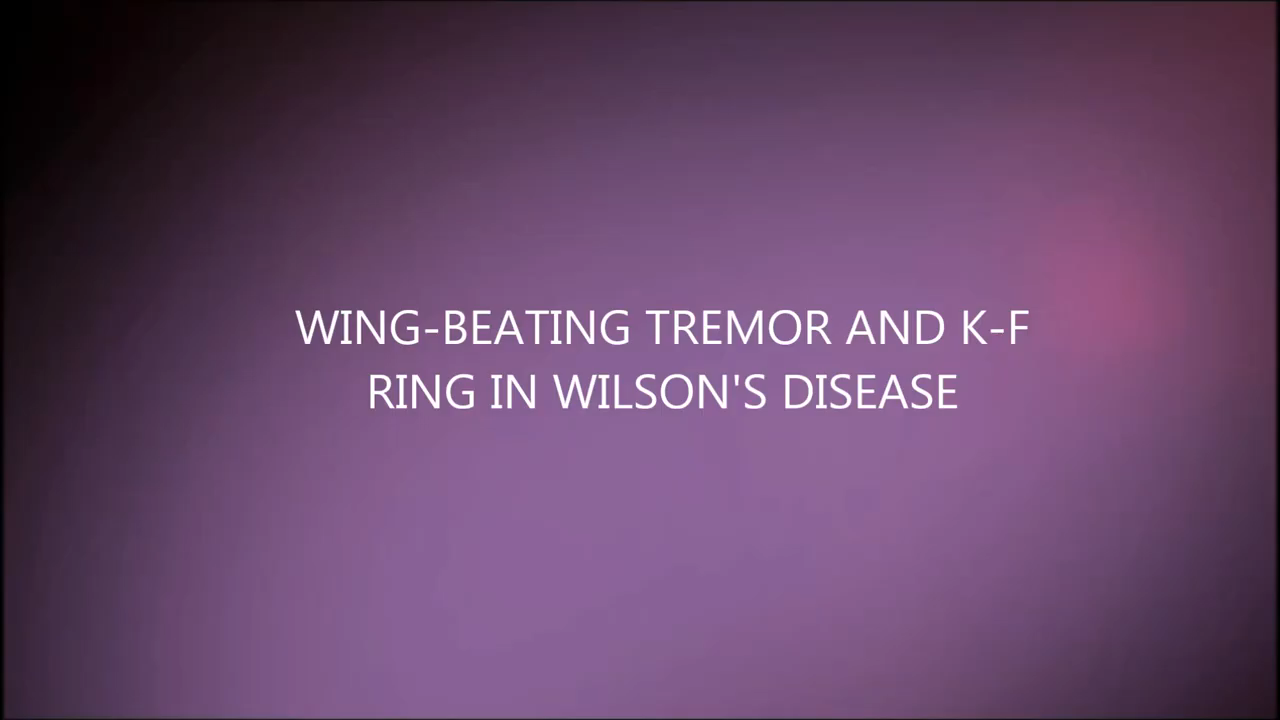 WING-BEATING TREMOR AND K-F
RING IN WILSON'S DISEASE